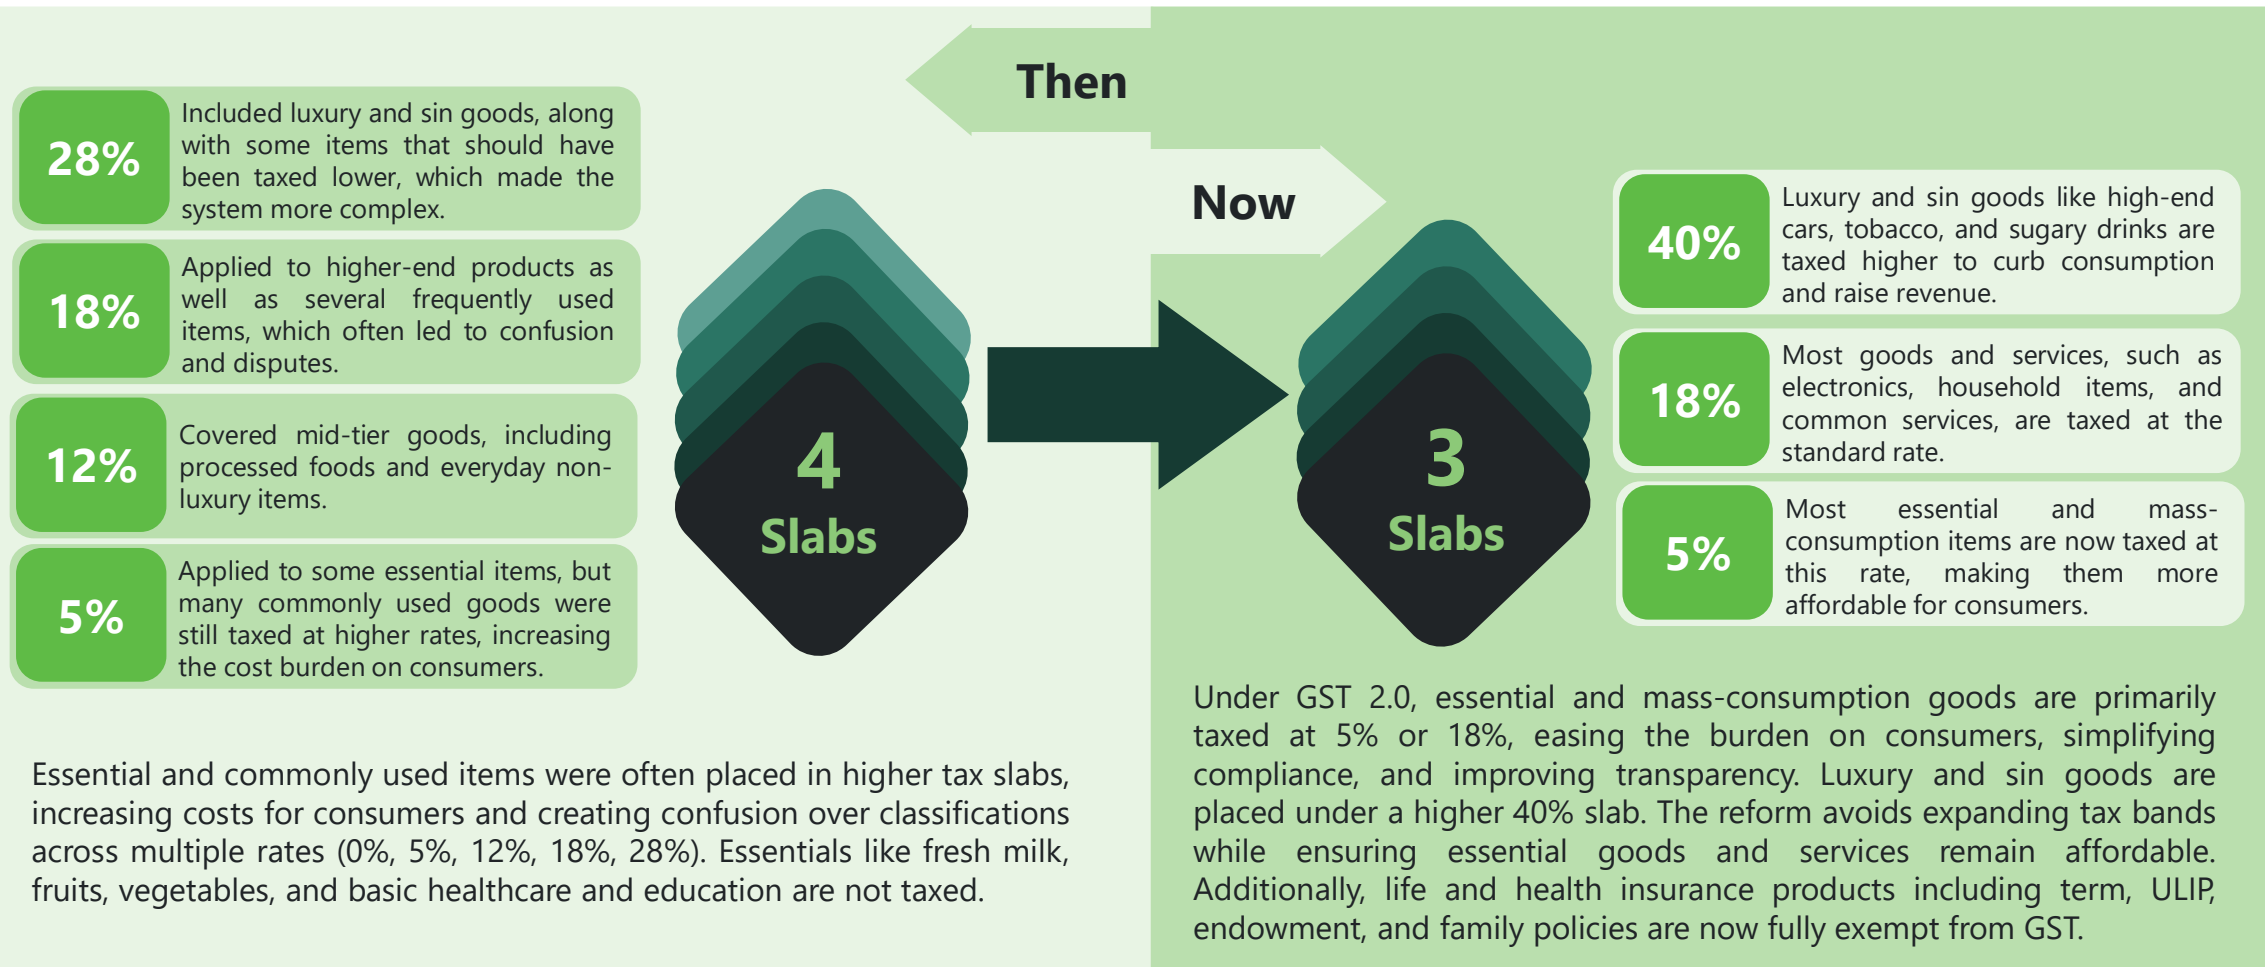 Then
28%
Included luxury and sin goods, along
with some items that should have
been taxed lower, which made the
system more complex.
18%
Applied to higher-end products as
well as several frequently used
items, which often led to confusion
and disputes.
12%
Covered mid-tier goods, including
processed foods and everyday non-
luxury items.
5%
Applied to some essential items, but
many commonly used goods were
still taxed at higher rates, increasing
the cost burden on consumers.
4
Slabs
Essential and commonly used items were often placed in higher tax slabs,
increasing costs for consumers and creating confusion over classifications
across multiple rates (0%, 5%, 12%, 18%, 28%). Essentials like fresh milk,
fruits, vegetables, and basic healthcare and education are not taxed.
Now
3
Slabs
40%
Luxury and sin goods like high-end
cars, tobacco, and sugary drinks are
taxed higher to curb consumption
and raise revenue.
18%
Most goods and services, such as
electronics, household items, and
common services, are taxed at the
standard rate.
5%
Most essential and mass-
consumption items are now taxed at
this rate, making them more
affordable for consumers.
Under GST 2.0, essential and mass-consumption goods are primarily
taxed at 5% or 18%, easing the burden on consumers, simplifying
compliance, and improving transparency. Luxury and sin goods are
placed under a higher 40% slab. The reform avoids expanding tax bands
while ensuring essential goods and services remain affordable.
Additionally, life and health insurance products including term, ULIP,
endowment, and family policies are now fully exempt from GST.